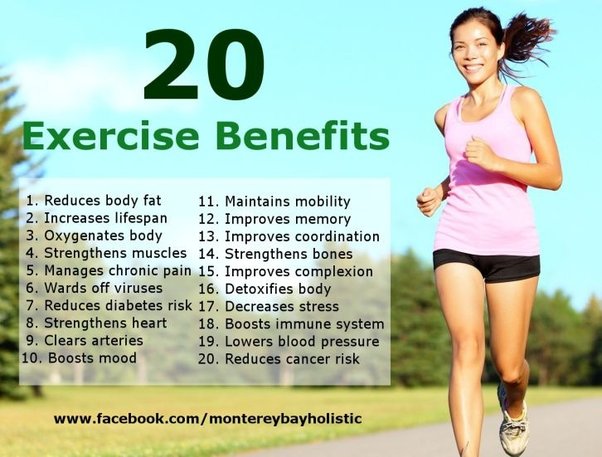 20
Exercise Benefits
1. Reduces body fat
2. Increases lifespan
3. Oxygenates body
4. Strengthens muscles
5. Manages chronic pain
6. Wards off viruses
7. Reduces diabetes risk
8. Strengthens heart
9. Clears arteries
10. Boosts mood
11. Maintains mobility
12. Improves memory
13. Improves coordination
14. Strengthens bones
15. Improves complexion
16. Detoxifies body
17. Decreases stress
18. Boosts immune system
19. Lowers blood pressure
20. Reduces cancer risk
www.facebook.com/montereybayholistic